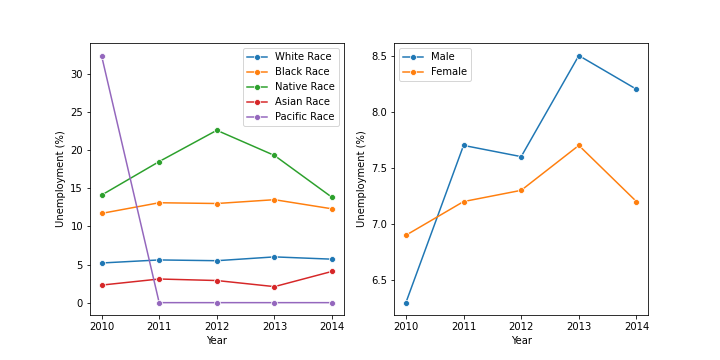 30
25
20
15
10
5
0
Unemployment (%)
2010 2011 2012 2013 2014
Year
White Race
Black Race
Native Race
Asian Race
Pacific Race
8.5
8.0
7.5
7.0
6.5
Unemployment (%)
2010 2011 2012 2013 2014
Year
Male
Female